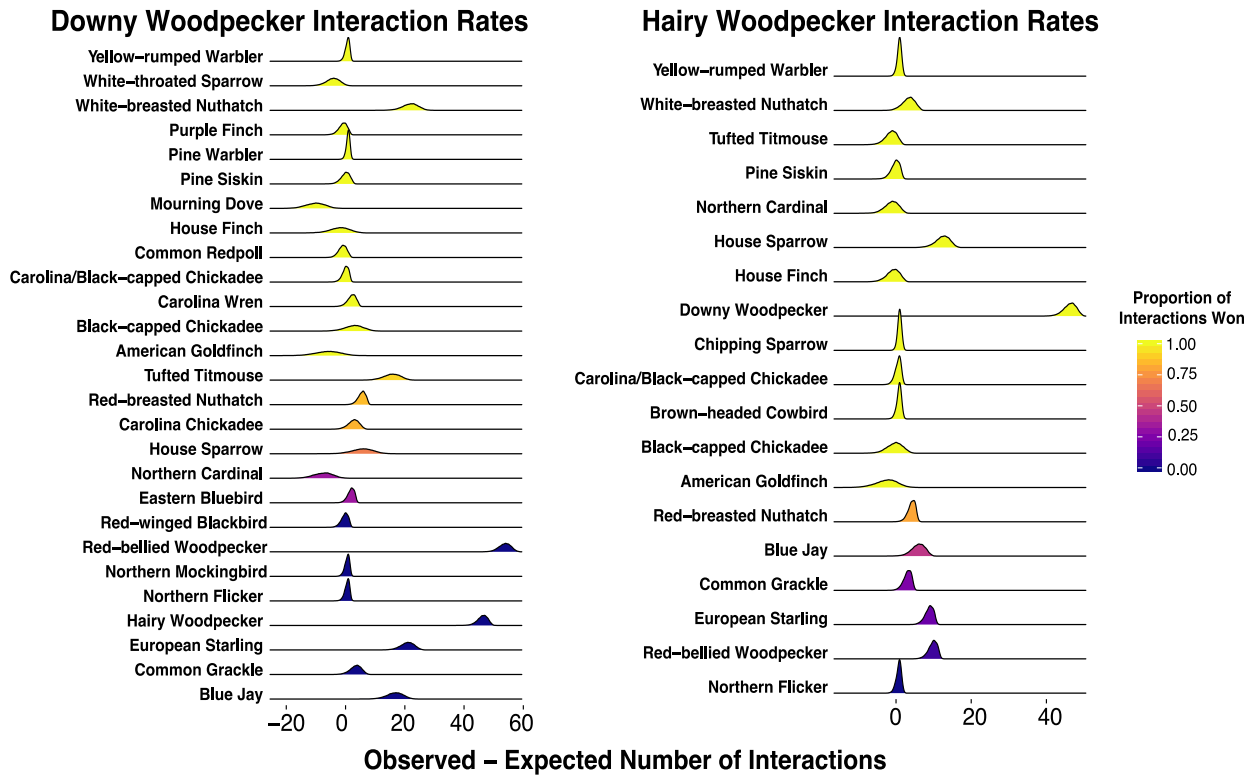 Downy Woodpecker Interaction Rates
Yellow–rumped Warbler
White–throated Sparrow
White–breasted Nuthatch
Purple Finch
Pine Warbler
Pine Siskin
Mourning Dove
House Finch
Common Redpoll
Carolina/Black–capped Chickadee
Carolina Wren
Black–capped Chickadee
American Goldfinch
Tufted Titmouse
Red–breasted Nuthatch
Carolina Chickadee
House Sparrow
Northern Cardinal
Eastern Bluebird
Red–winged Blackbird
Red–bellied Woodpecker
Northern Mockingbird
Northern Flicker
Hairy Woodpecker
European Starling
Common Grackle
Blue Jay
−20 0 20 40 60
Hairy Woodpecker Interaction Rates
Yellow–rumped Warbler
White–breasted Nuthatch
Tufted Titmouse
Pine Siskin
Northern Cardinal
House Sparrow
House Finch
Downy Woodpecker
Chipping Sparrow
Carolina/Black–capped Chickadee
Brown–headed Cowbird
Black–capped Chickadee
American Goldfinch
Red–breasted Nuthatch
Blue Jay
Common Grackle
European Starling
Red–bellied Woodpecker
Northern Flicker
0 20 40
Observed – Expected Number of Interactions
Proportion of
Interactions Won
1.00
0.75
0.50
0.25
0.00